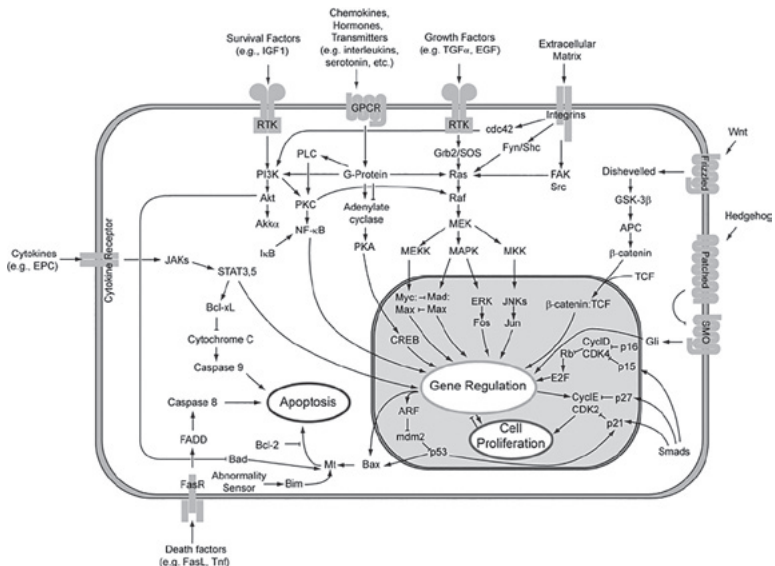 Chemokines,
Hormones,
Transmitters
(e.g. interleukins,
serotonin, etc.)
Survival Factors
(e.g., IGF1)
Growth Factors
(e.g. TGFα, EGF)
Extracellular
Matrix
RTK
GPCR
RTK
Integrins
cdc42
Grb2/SOS
Fyn/Shc
PLC
PI3K
G-Protein
Ras
FAK
Src
Dishevelled
Frizzled
Wnt
Akt
PKC
Adenylate
cyclase
Raf
GSK-3β
Akkα
NF-κB
MEK
APC
Hedgehog
IκB
PKA
MEKK
MAPK
MKK
β-catenin
Patched
TCF
Cytokines
(e.g., EPC)
Cytokine Receptor
JAKs
STAT3,5
Myc:
Max
Mad:
Max
ERK
Fos
JNKs
Jun
β-catenin:TCF
SMO
Bcl-xL
Cytochrome C
Caspase 9
CREB
Gli
CycID
CDK4
p16
p15
Rb
E2F
Gene Regulation
Caspase 8
Apoptosis
ARF
mdm2
p53
CyclE
CDK2
p27
p21
Cell
Proliferation
Smads
FADD
Bcl-2
Bad
Mt
Bax
FasR
Abnormality
Sensor
Bim
Death factors
(e.g. FasL, Tnf)